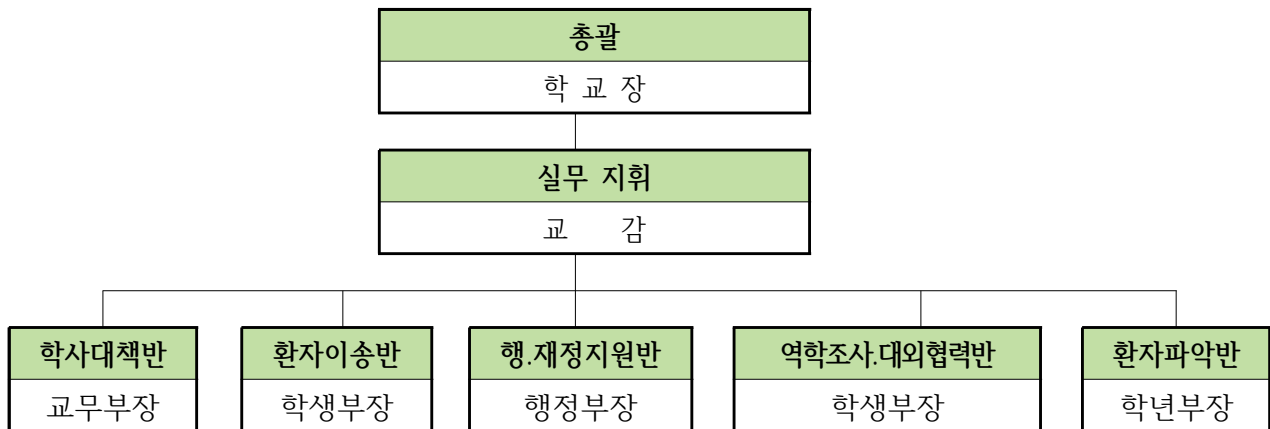 총괄
학 교 장
실무 지휘
교 감
학사대책반 환자이송반 행.재정지원반 역학조사.대외협력반 환자파악반
교무부장 학생부장 행정부장 학생부장 학년부장